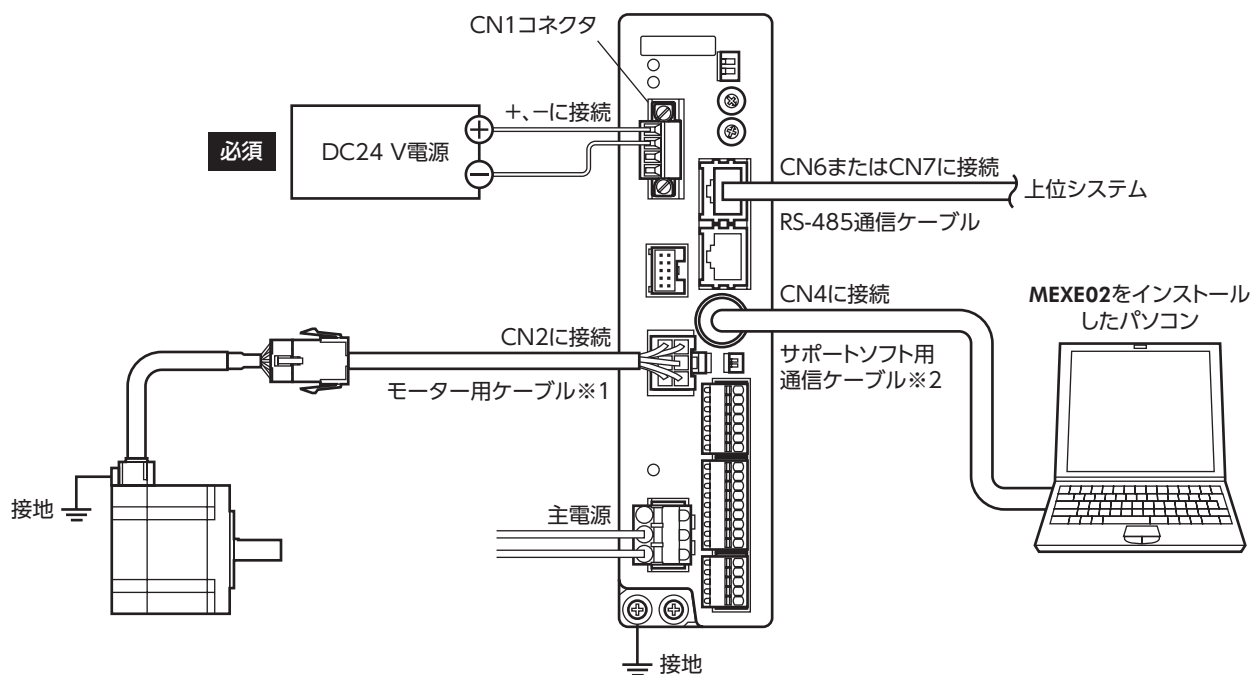 CN1コネクタ
+、−に接続
必須
DC24 V電源
CN6またはCN7に接続
上位システム
RS-485通信ケーブル
CN4に接続
MEXE02をインストール
したパソコン
CN2に接続
サポートソフト用
通信ケーブル※2
モーター用ケーブル※1
接地
主電源
接地